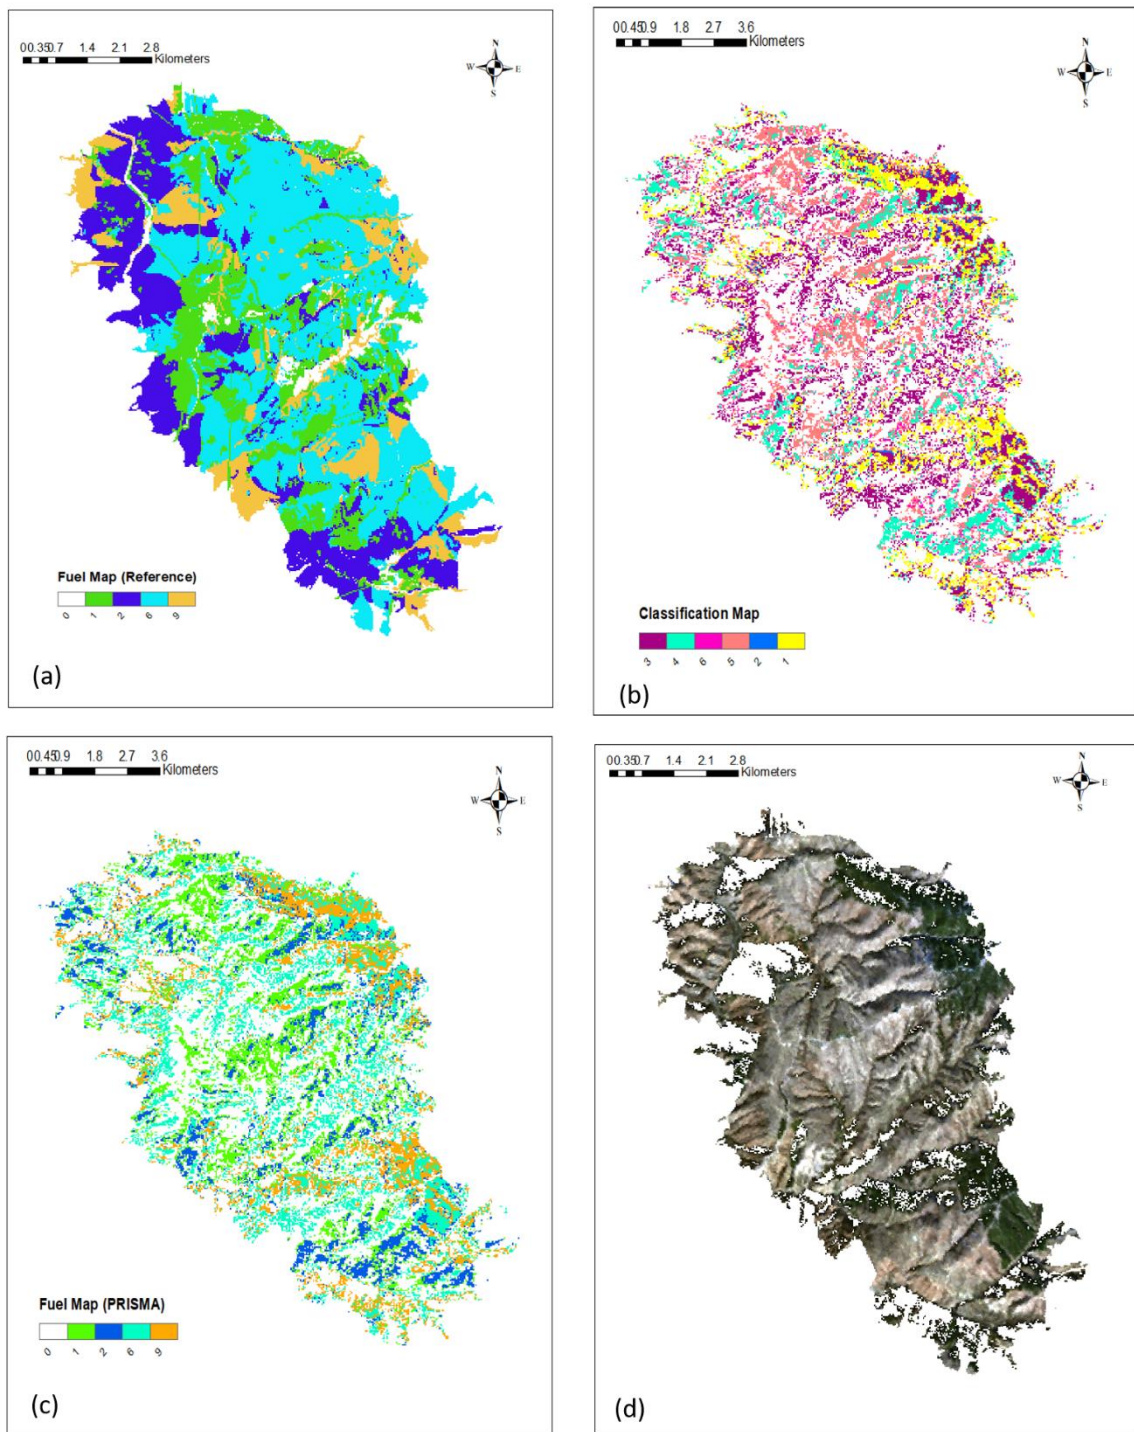 00.350.7 1.4 2.1 2.8
Kilometers
N
W E
S
Fuel Map (Reference)
0 1 2 6 9
(a)
00.450.9 1.8 2.7 3.6
Kilometers
N
W E
S
Classification Map
3 4 6 5 2 1
(b)
00.450.9 1.8 2.7 3.6
Kilometers
N
W E
S
Fuel Map (PRISMA)
0 1 2 6 9
(c)
00.350.7 1.4 2.1 2.8
Kilometers
N
W E
S
(d)